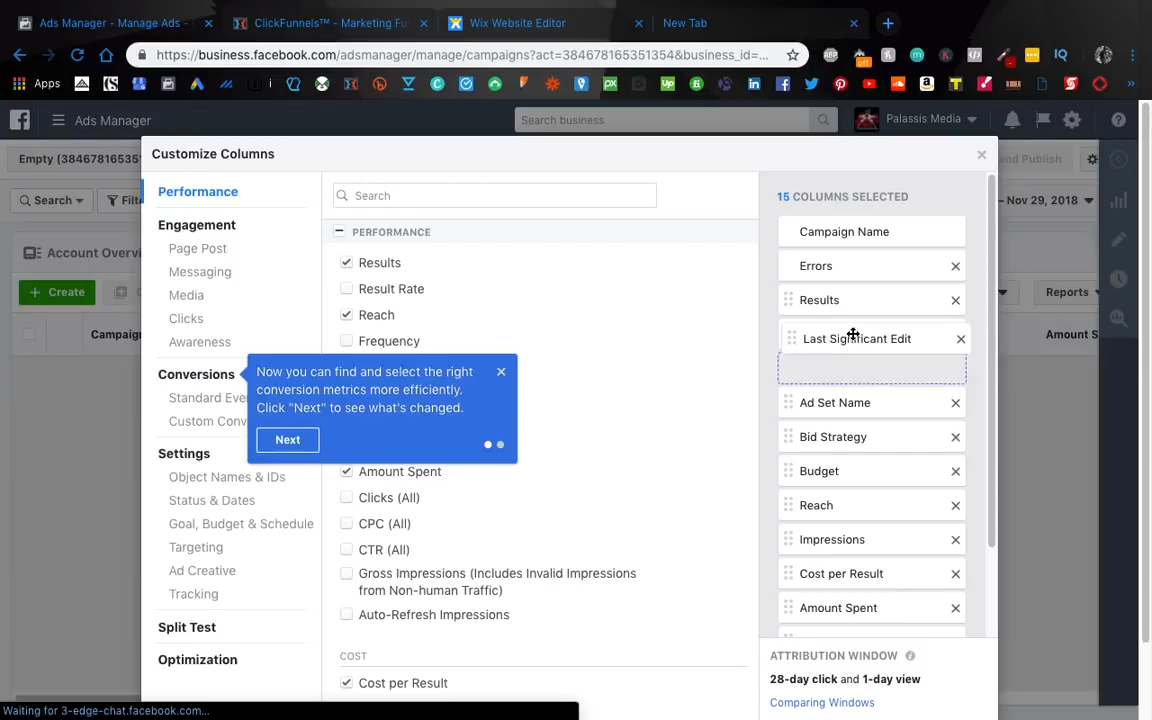 Ads Manager - Manage Ads -
ClickFunnels™ - Marketing Fu
Wix Website Editor
New Tab
https://business.facebook.com/adsmanager/manage/campaigns?act=384678165351354&business_id=...
Apps
Ads Manager
Search business
Palassis Media
Empty (38467816535
and Publish
Search
Filte
– Nov 29, 2018
Account Overvi
Create
Reports
Campaign
Amount S
Customize Columns
Performance
Engagement
Page Post
Messaging
Media
Clicks
Awareness
Conversions
Standard Eve
Custom Conv
Settings
Object Names & IDs
Status & Dates
Goal, Budget & Schedule
Targeting
Ad Creative
Tracking
Split Test
Optimization
Search
PERFORMANCE
Results
Result Rate
Reach
Frequency
Now you can find and select the right
conversion metrics more efficiently.
Click "Next" to see what's changed.
Next
Amount Spent
Clicks (All)
CPC (All)
CTR (All)
Gross Impressions (Includes Invalid Impressions
from Non-human Traffic)
Auto-Refresh Impressions
COST
Cost per Result
15 COLUMNS SELECTED
Campaign Name
Errors
Results
Last Significant Edit
Ad Set Name
Bid Strategy
Budget
Reach
Impressions
Cost per Result
Amount Spent
ATTRIBUTION WINDOW
28-day click and 1-day view
Comparing Windows
Waiting for 3-edge-chat.facebook.com...